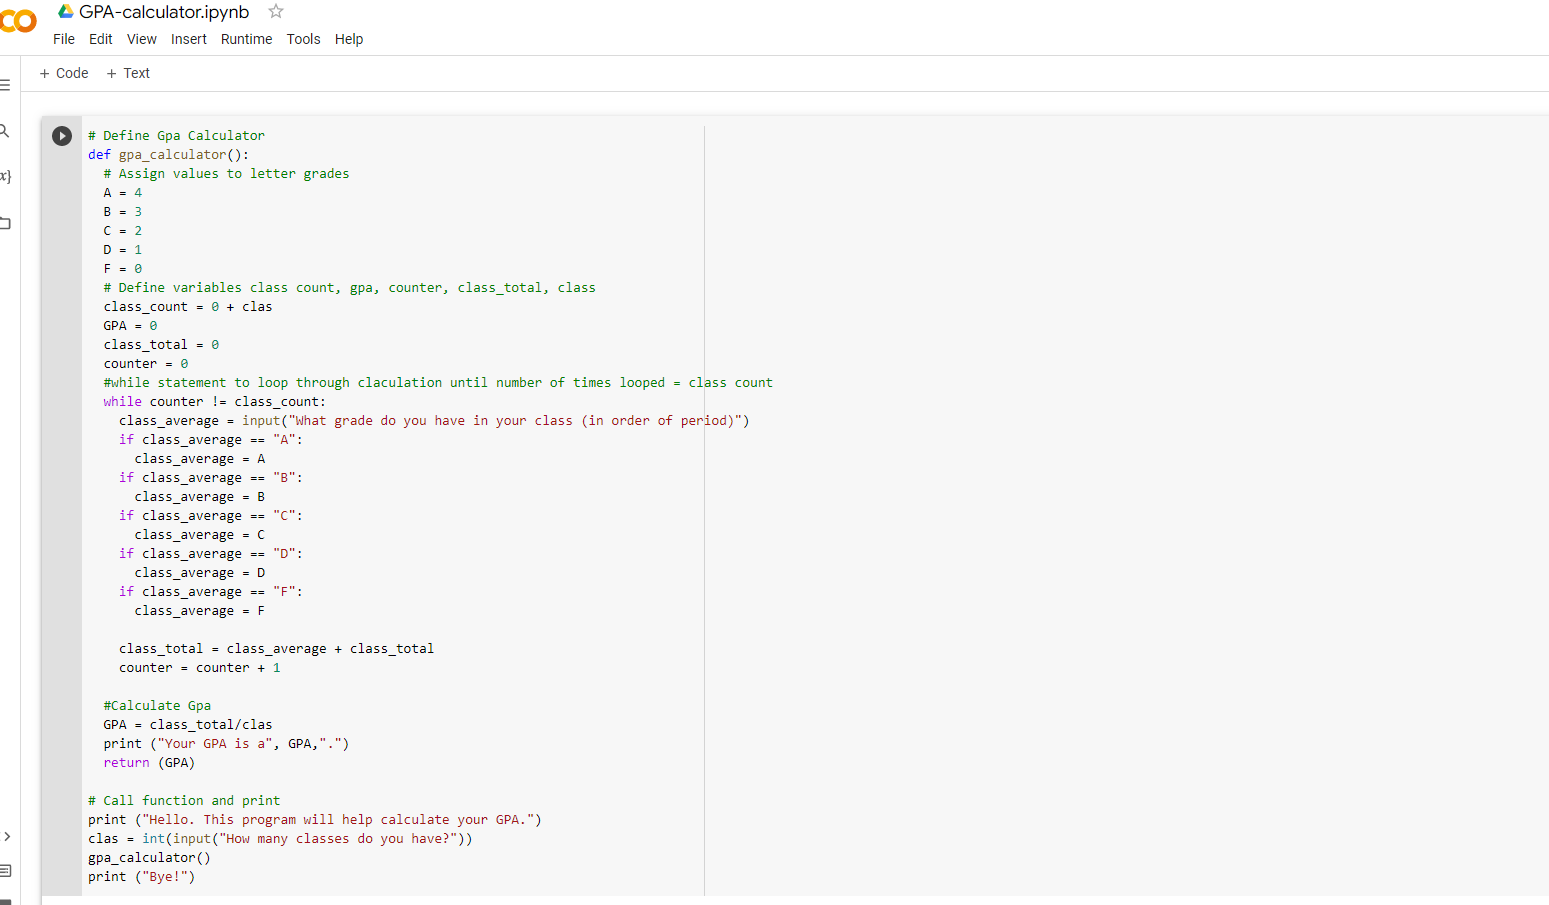 GPA-calculator.ipynb
File Edit View Insert Runtime Tools Help
+ Code + Text
# Define Gpa Calculator
def gpa_calculator():
  # Assign values to letter grades
  A = 4
  B = 3
  C = 2
  D = 1
  F = 0
  # Define variables class count, gpa, counter, class_total, class
  class_count = 0 + clas
  GPA = 0
  class_total = 0
  counter = 0
  #while statement to loop through claculation until number of times looped = class count
  while counter != class_count:
    class_average = input("What grade do you have in your class (in order of period)")
    if class_average == "A":
      class_average = A
    if class_average == "B":
      class_average = B
    if class_average == "C":
      class_average = C
    if class_average == "D":
      class_average = D
    if class_average == "F":
      class_average = F

    class_total = class_average + class_total
    counter = counter + 1

  #Calculate Gpa
  GPA = class_total/clas
  print ("Your GPA is a", GPA,".")
  return (GPA)

# Call function and print
print ("Hello. This program will help calculate your GPA.")
clas = int(input("How many classes do you have?"))
gpa_calculator()
print ("Bye!")